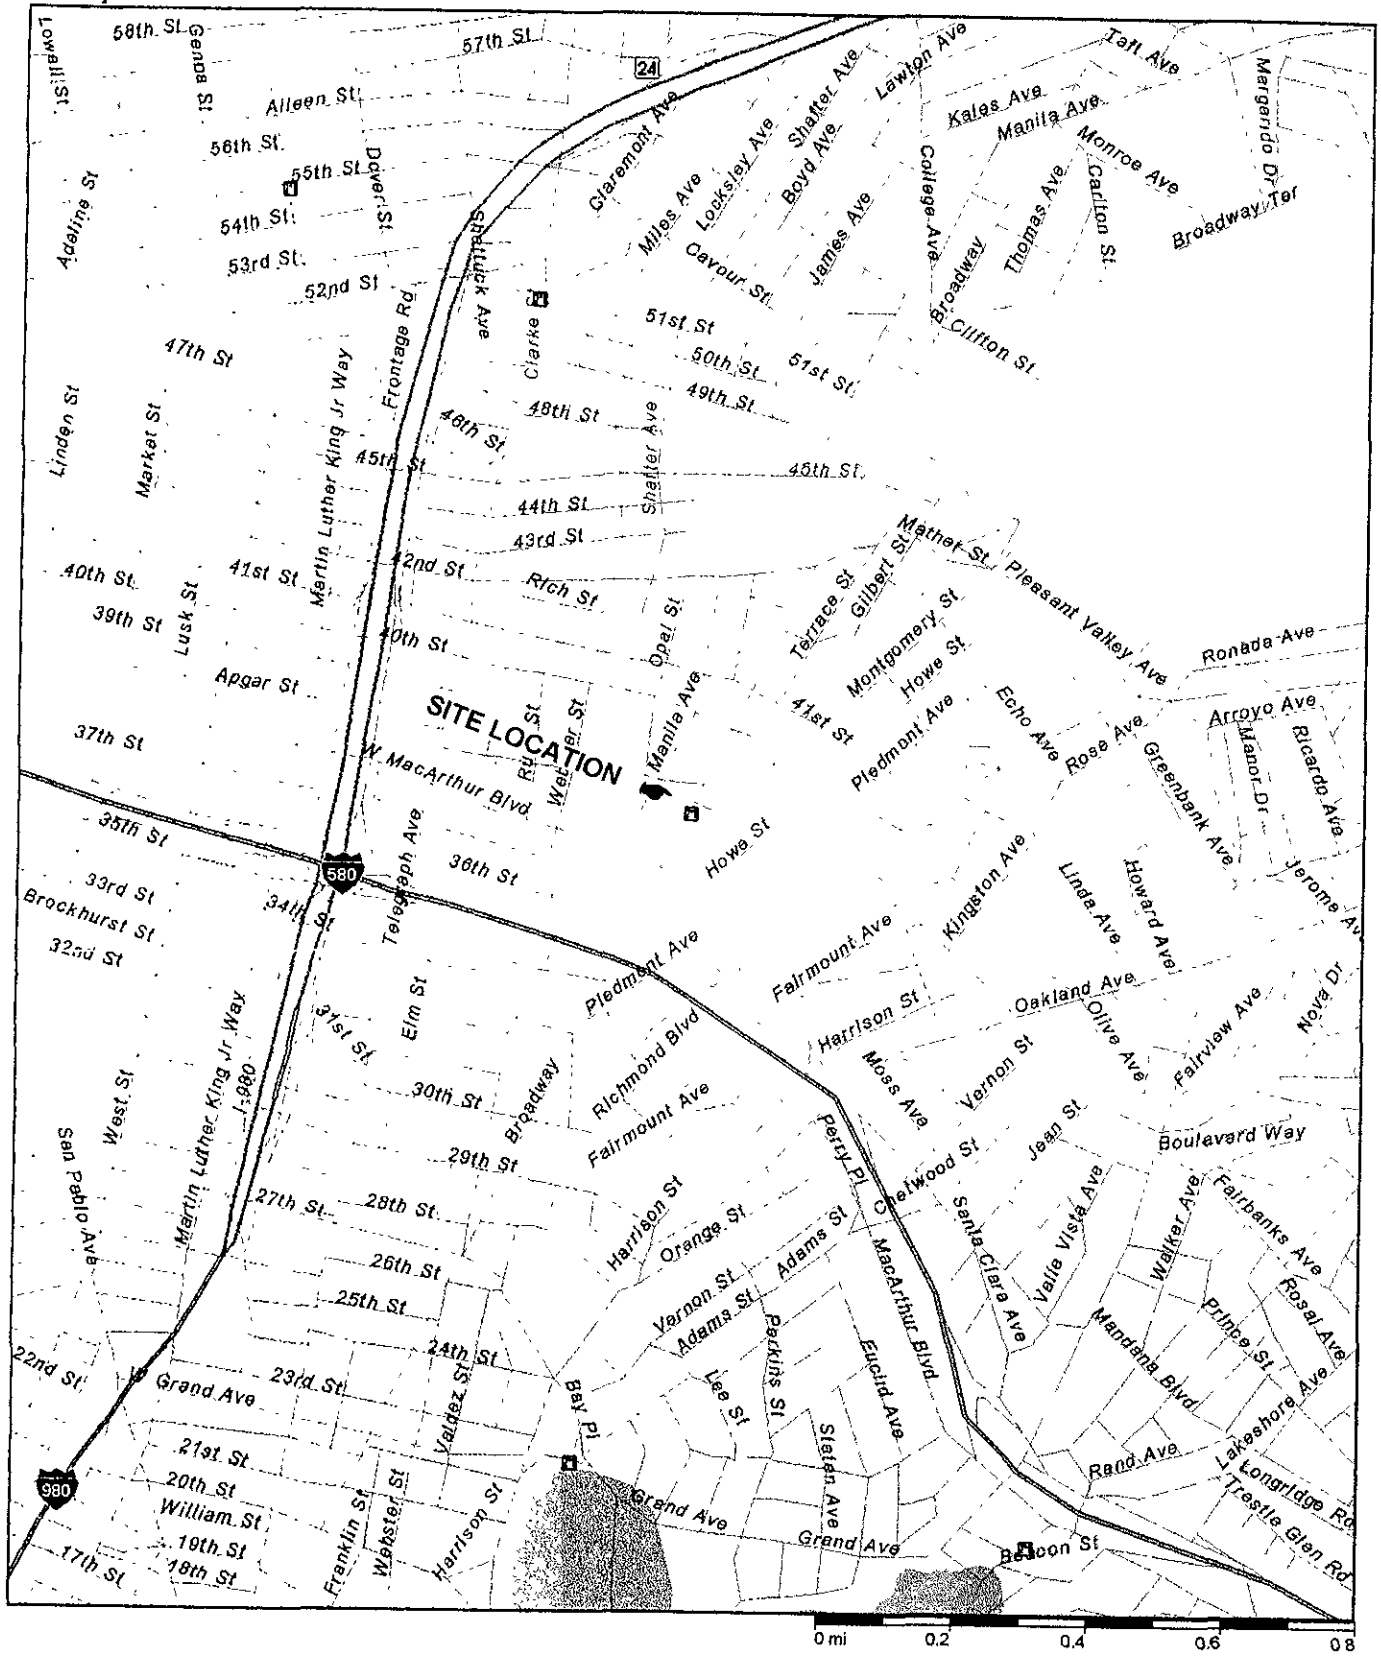 58th St
Genoa St
57th St
Lowell St
24
Shafter Ave
Lawton Ave
Taft Ave
Margarido Dr
Aileen St
Claremont Ave
Kales Ave
Manila Ave
56th St
55th St
Dover St
Locksley Ave
Boyd Ave
College Ave
Monroe Ave
Carlton St
Adeline St
54th St
Shattuck Ave
Miles Ave
James Ave
Thomas Ave
Broadway Ter
53rd St
52nd St
Cavour St
Broadway
Frontage Rd
Clarke St
51st St
Clifton St
47th St
50th St
51st St
49th St
Linden St
Market St
Martin Luther King Jr Way
46th St
48th St
Shafter Ave
45th St
45th St
44th St
43rd St
Mather St
42nd St
Rich St
Gilbert St
Terrace St
Pleasant Valley Ave
40th St
41st St
39th St
Lusk St
40th St
Opal St
Montgomery St
Howe St
Ronada Ave
Apgar St
41st St
Piedmont Ave
Echo Ave
Rose Ave
Arroyo Ave
SITE LOCATION
Manila Ave
37th St
W MacArthur Blvd
Greenbank Ave
Manor Dr
Ricardo Ave
35th St
Telegraph Ave
36th St
Howe St
580
33rd St
34th St
Kingston Ave
Linda Ave
Howard Ave
Jerome Av
Brockhurst St
32nd St
Piedmont Ave
Fairmount Ave
Oakland Ave
Nova Dr
Elm St
31st St
Richmond Blvd
Harrison St
Olive Ave
Fairview Ave
Martin Luther King Jr Way
I-980
West St
30th St
Broadway
Fairmount Ave
Moss Ave
Vernon St
Jean St
Boulevard Way
San Pablo Ave
29th St
Perry Pl
Chetwood St
27th St
28th St
Harrison St
Orange St
Adams St
Santa Clara Ave
Valle Vista Ave
Walker Ave
Fairbanks Ave
26th St
25th St
Vernon St
Adams St
MacArthur Blvd
Rosal Ave
Prince St
Mandana Blvd
22nd St
24th St
Perkins St
Euclid Ave
Grand Ave
23rd St
Valdez St
Bay Pl
Lee St
Lakeshore Ave
21st St
Staten Ave
Rand Ave
980
20th St
William St
Franklin St
Webster St
Harrison St
Grand Ave
Longridge Rd
Trestle Glen Rd
19th St
Grand Ave
Beacon St
17th St
18th St
0 mi 0.2 0.4 0.6 0 8